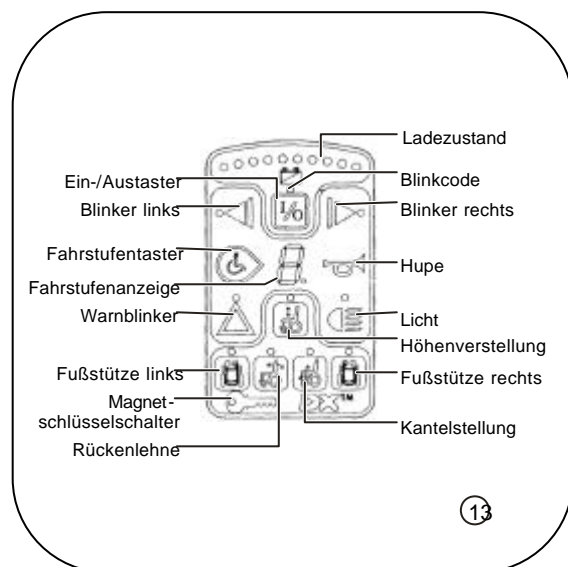 Ladezustand
Ein-/Austaster
Blinkcode
I/O
Blinker links
Blinker rechts
Fahrstufentaster
Hupe
Fahrstufenanzeige
Warnblinker
Licht
Höhenverstellung
Fußstütze links
Fußstütze rechts
Magnet-
schlüsselschalter
DX™
Kantelstellung
Rückenlehne
13